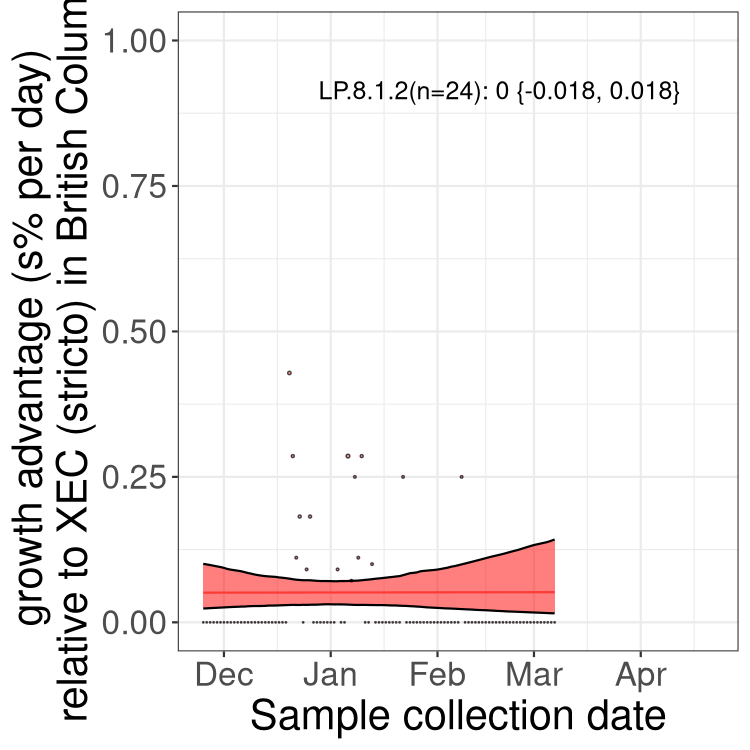 1.00
LP.8.1.2(n=24): 0 {-0.018, 0.018}
0.75
0.50
0.25
0.00
growth advantage (s% per day)
relative to XEC (stricto) in British Colum
Dec Jan Feb Mar Apr
Sample collection date